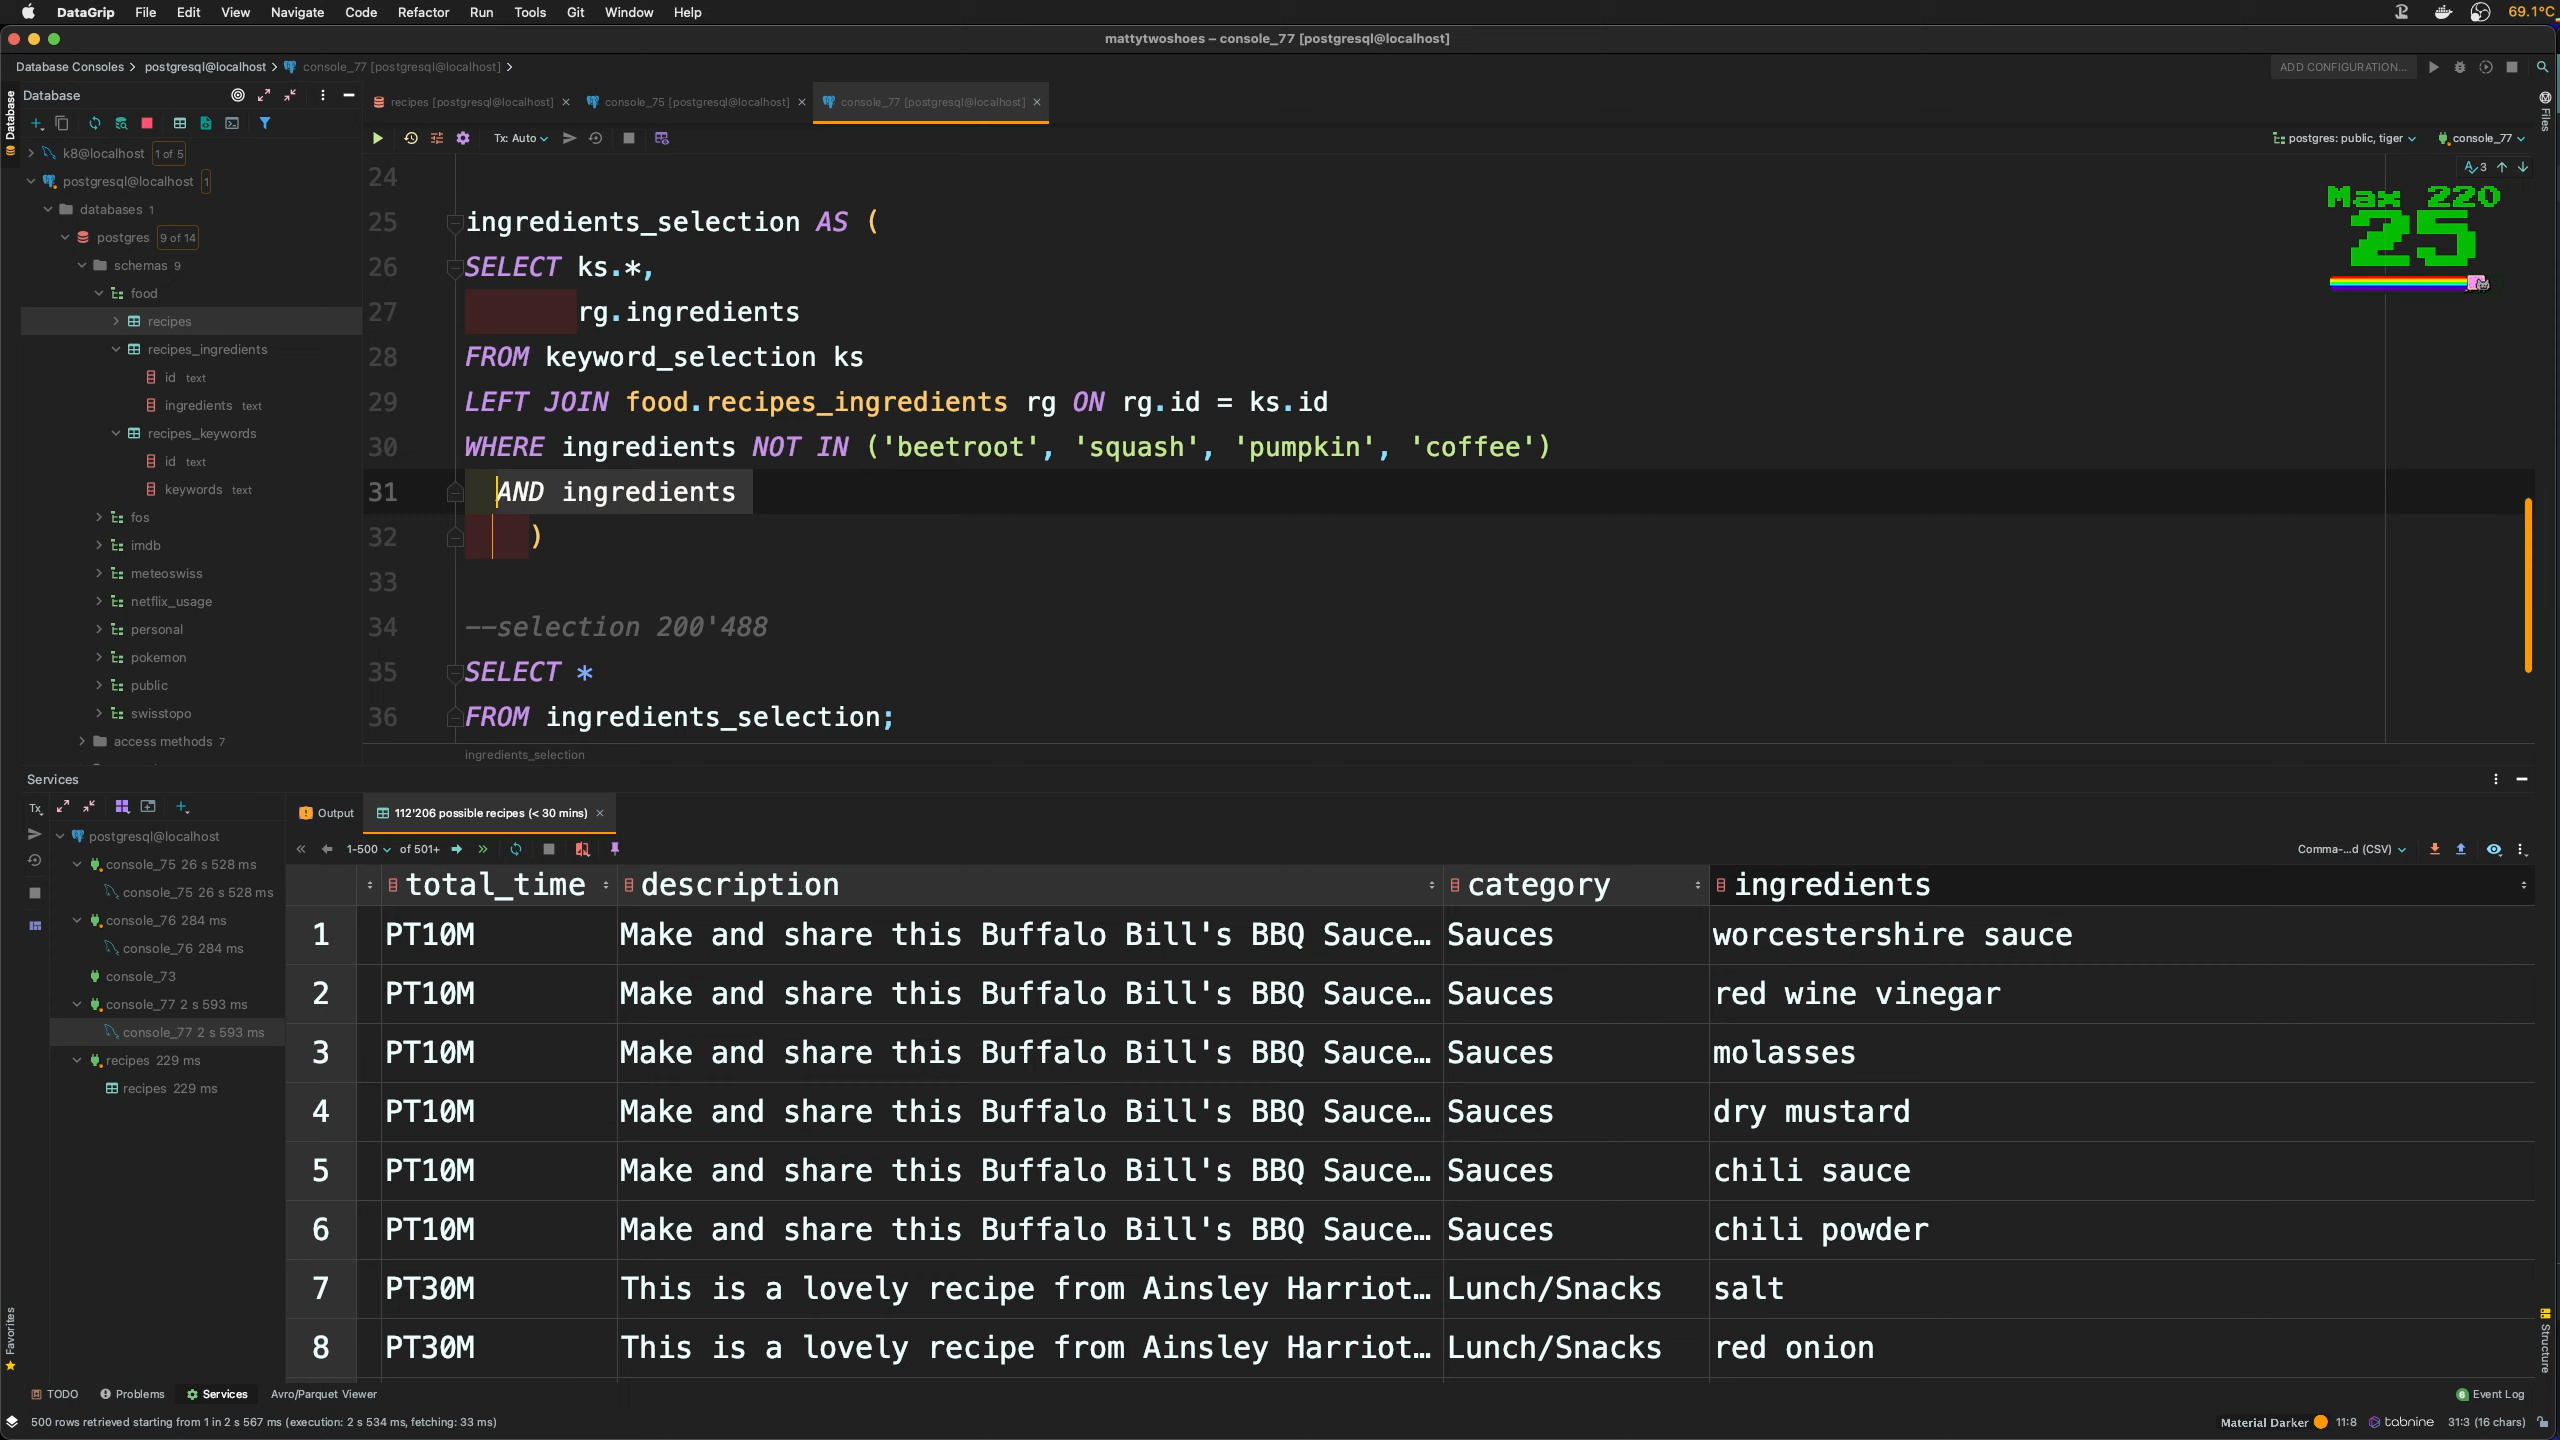 DataGrip File Edit View Navigate Code Refactor Run Tools Git Window Help 69.1°C
mattytwoshoes – console_77 [postgresql@localhost]
Database Consoles postgresql@localhost console_77 [postgresql@localhost] ADD CONFIGURATION...
Database
recipes [postgresql@localhost] console_75 [postgresql@localhost] console_77 [postgresql@localhost]
Tx: Auto postgres: public, tiger console_77
Database
Files
k8@localhost 1 of 5
postgresql@localhost 1
databases 1
postgres 9 of 14
schemas 9
food
recipes
recipes_ingredients
id text
ingredients text
recipes_keywords
id text
keywords text
fos
imdb
meteoswiss
netflix_usage
personal
pokemon
public
swisstopo
access methods 7
3
Max 220
25
24
25 ingredients_selection AS (
26 SELECT ks.*,
27 rg.ingredients
28 FROM keyword_selection ks
29 LEFT JOIN food.recipes_ingredients rg ON rg.id = ks.id
30 WHERE ingredients NOT IN ('beetroot', 'squash', 'pumpkin', 'coffee')
31 AND ingredients
32 )
33
34 --selection 200'488
35 SELECT *
36 FROM ingredients_selection;
ingredients_selection
Services
Tx
postgresql@localhost
console_75 26 s 528 ms
console_75 26 s 528 ms
console_76 284 ms
console_76 284 ms
console_73
console_77 2 s 593 ms
console_77 2 s 593 ms
recipes 229 ms
recipes 229 ms
Output 112'206 possible recipes (< 30 mins)
1-500 of 501+ Comma-...d (CSV)
total_time description category ingredients
1 PT10M Make and share this Buffalo Bill's BBQ Sauce… Sauces worcestershire sauce
2 PT10M Make and share this Buffalo Bill's BBQ Sauce… Sauces red wine vinegar
3 PT10M Make and share this Buffalo Bill's BBQ Sauce… Sauces molasses
4 PT10M Make and share this Buffalo Bill's BBQ Sauce… Sauces dry mustard
5 PT10M Make and share this Buffalo Bill's BBQ Sauce… Sauces chili sauce
6 PT10M Make and share this Buffalo Bill's BBQ Sauce… Sauces chili powder
7 PT30M This is a lovely recipe from Ainsley Harriot… Lunch/Snacks salt
8 PT30M This is a lovely recipe from Ainsley Harriot… Lunch/Snacks red onion
Favorites
Structure
TODO Problems Services Avro/Parquet Viewer 6 Event Log
500 rows retrieved starting from 1 in 2 s 567 ms (execution: 2 s 534 ms, fetching: 33 ms) Material Darker 11:8 tabnine 31:3 (16 chars)